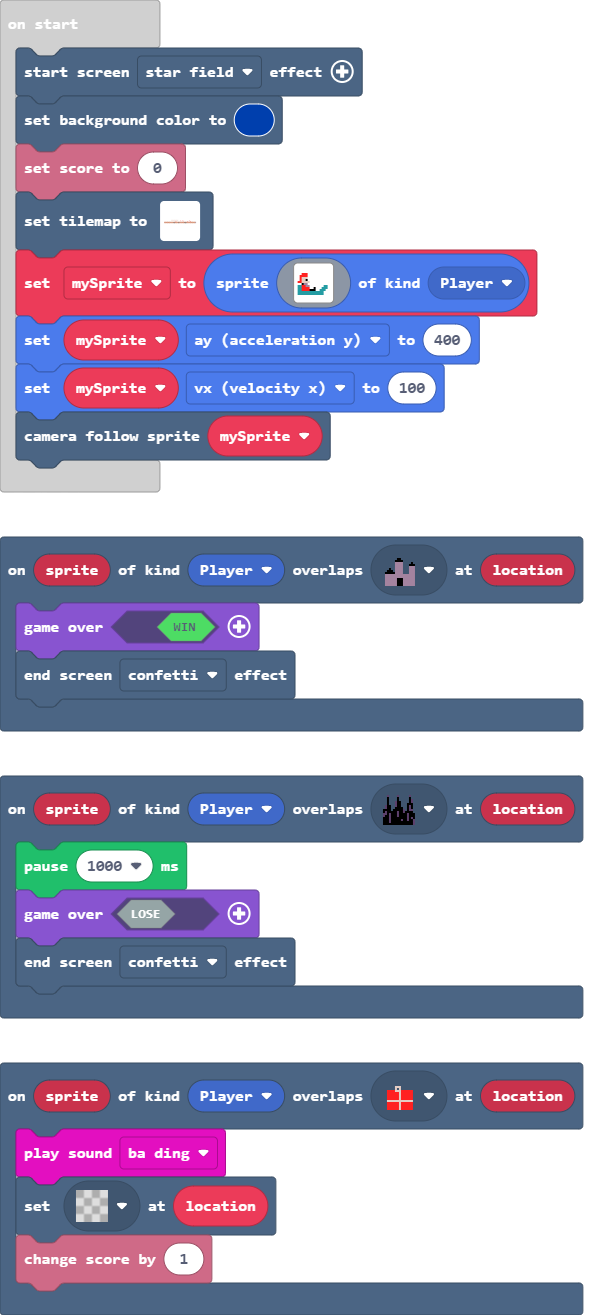 on start
start screen star field effect
set background color to
set score to 0
set tilemap to
set mySprite to sprite of kind Player
set mySprite ay (acceleration y) to 400
set mySprite vx (velocity x) to 100
camera follow sprite mySprite
on sprite of kind Player overlaps at location
game over WIN
end screen confetti effect
on sprite of kind Player overlaps at location
pause 1000 ms
game over LOSE
end screen confetti effect
on sprite of kind Player overlaps at location
play sound ba ding
set at location
change score by 1